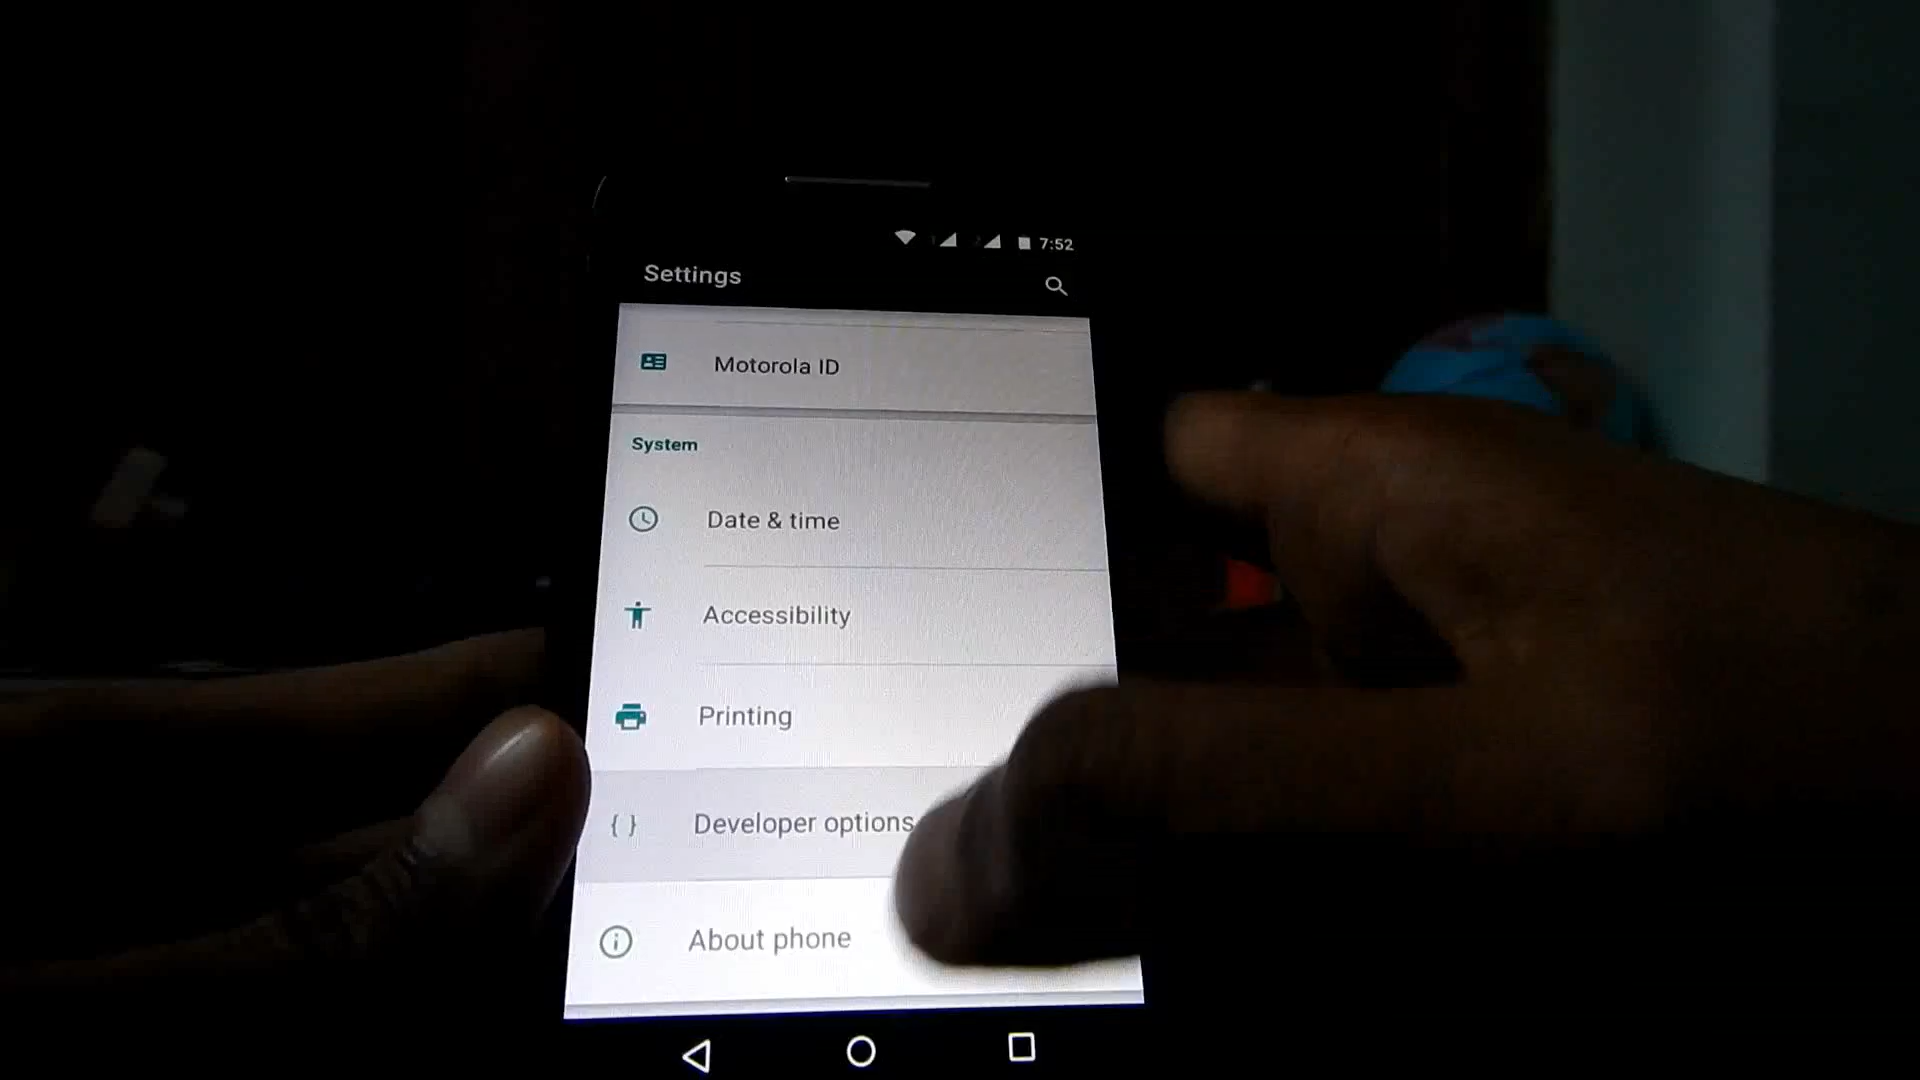 7:52
Settings
Motorola ID
System
Date & time
Accessibility
Printing
{ } Developer options
About phone